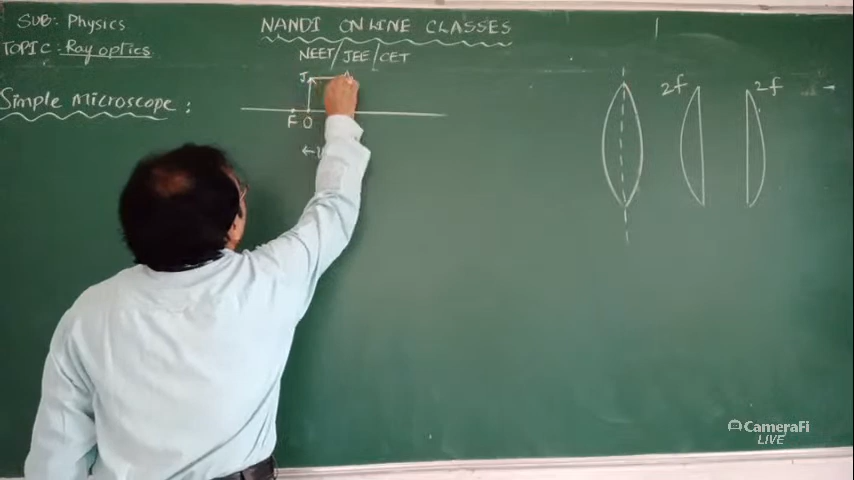 SUB: Physics
TOPIC: Ray optics
NANDI ONLINE CLASSES
NEET/JEE/CET
Simple Microscope :
J
F O
2f
2f
CameraFi
LIVE